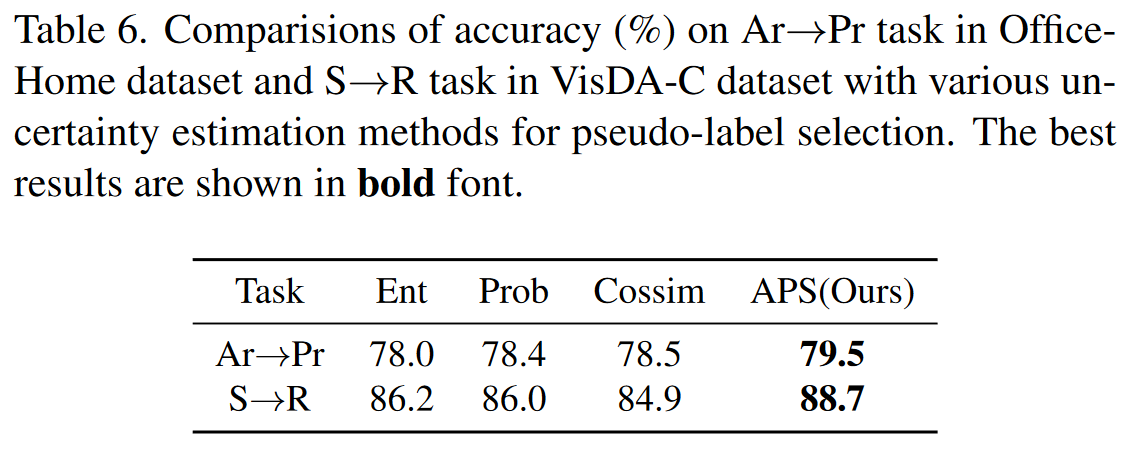 Table 6. Comparisions of accuracy (%) on Ar→Pr task in Office-
Home dataset and S→R task in VisDA-C dataset with various un-
certainty estimation methods for pseudo-label selection. The best
results are shown in bold font.
Task Ent Prob Cossim APS(Ours)
Ar→Pr 78.0 78.4 78.5 79.5
S→R 86.2 86.0 84.9 88.7